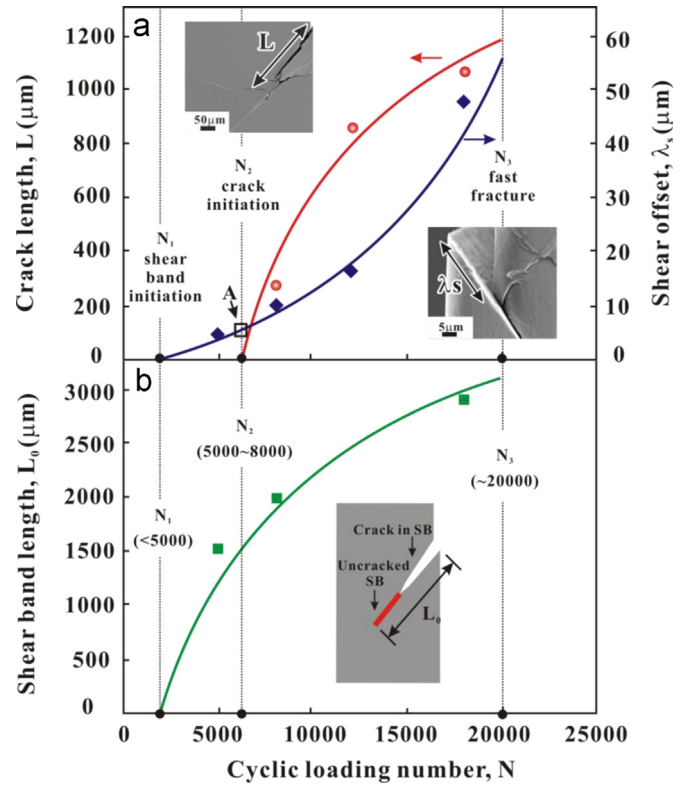 a
1200
1000
800
600
400
200
0
Crack length, L (μm)
60
50
40
30
20
10
0
Shear offset, λs (μm)
L
50μm
N2
crack
initiation
N1
shear
band
initiation
A
N3
fast
fracture
λs
5μm
b
3000
2500
2000
1500
1000
500
0
Shear band length, L0 (μm)
N2
(5000~8000)
N1
(<5000)
N3
(~20000)
Crack in SB
Uncracked
SB
L0
0 5000 10000 15000 20000 25000
Cyclic loading number, N